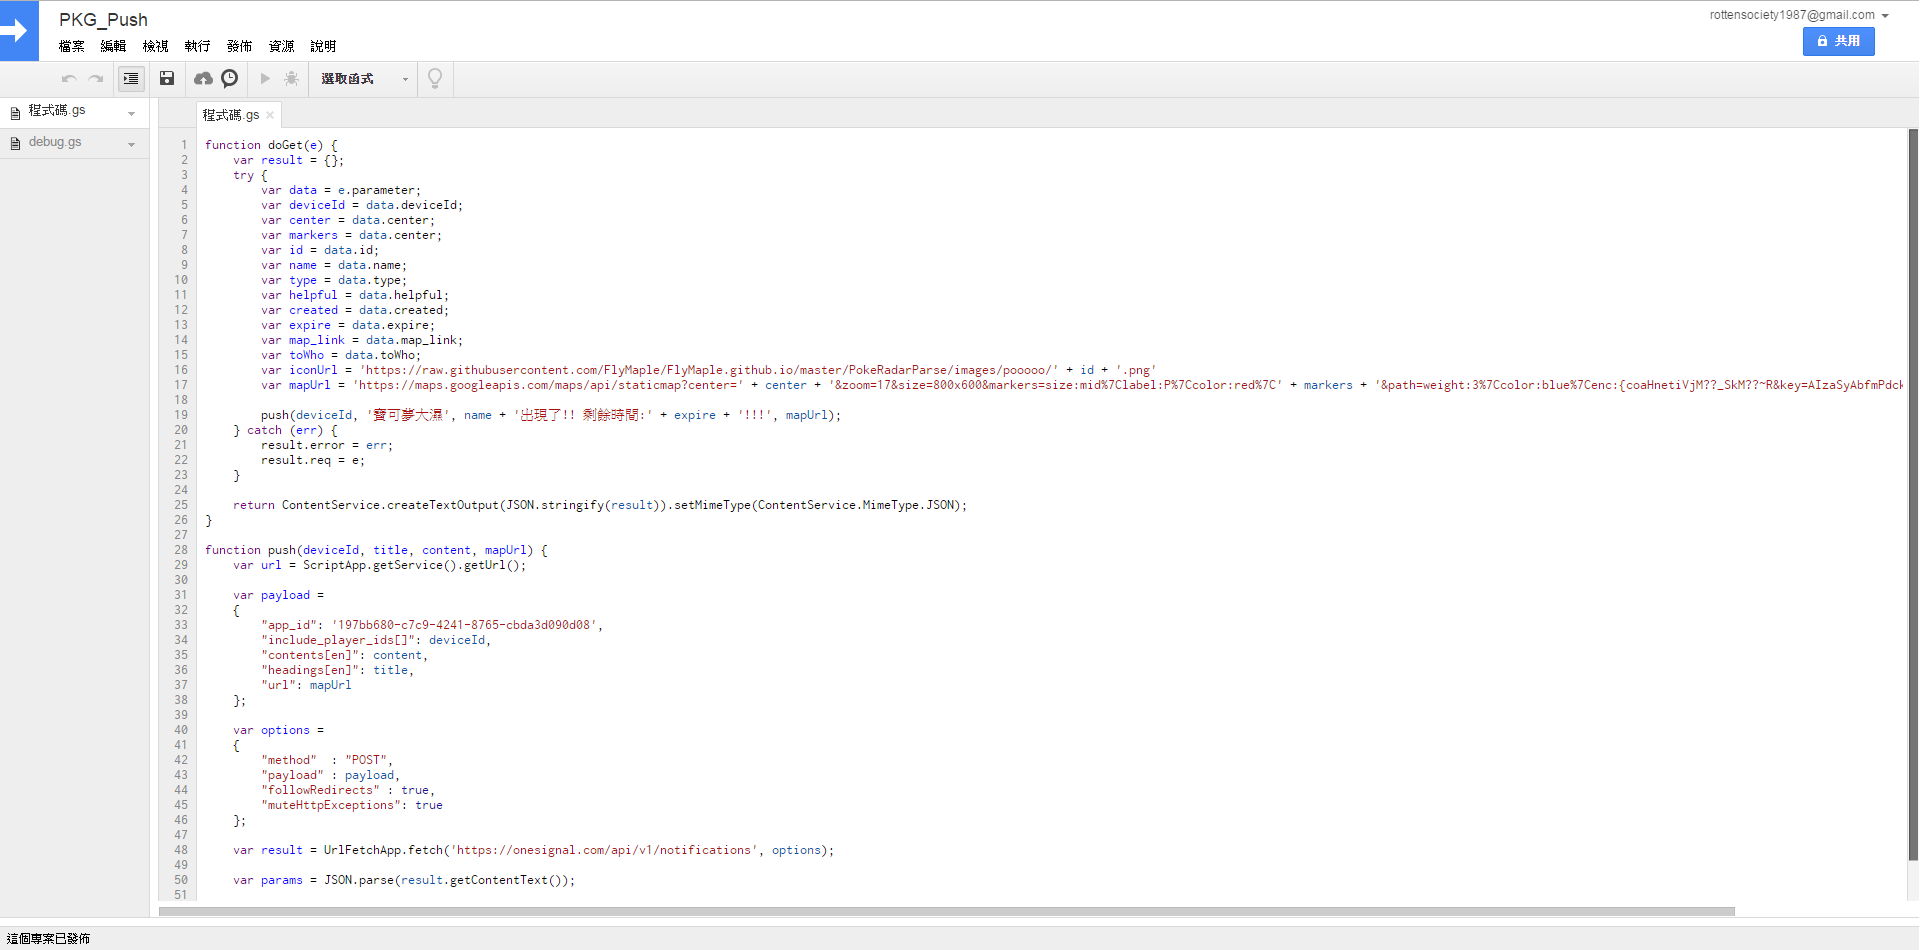 PKG_Push
rottensociety1987@gmail.com
檔案 編輯 檢視 執行 發佈 資源 說明
共用
選取函式
程式碼.gs
debug.gs
程式碼.gs ×
1 function doGet(e) {
2 var result = {};
3 try {
4 var data = e.parameter;
5 var deviceId = data.deviceId;
6 var center = data.center;
7 var markers = data.center;
8 var id = data.id;
9 var name = data.name;
10 var type = data.type;
11 var helpful = data.helpful;
12 var created = data.created;
13 var expire = data.expire;
14 var map_link = data.map_link;
15 var toWho = data.toWho;
16 var iconUrl = 'https://raw.githubusercontent.com/FlyMaple/FlyMaple.github.io/master/PokeRadarParse/images/pooooo/' + id + '.png'
17 var mapUrl = 'https://maps.googleapis.com/maps/api/staticmap?center=' + center + '&zoom=17&size=800x600&markers=size:mid%7Clabel:P%7Ccolor:red%7C' + markers + '&path=weight:3%7Ccolor:blue%7Cenc:{coaHnetiVjM??_SkM??~R&key=AIzaSyAbfmPdck
18
19 push(deviceId, '寶可夢大濕', name + '出現了!! 剩餘時間:' + expire + '!!!', mapUrl);
20 } catch (err) {
21 result.error = err;
22 result.req = e;
23 }
24
25 return ContentService.createTextOutput(JSON.stringify(result)).setMimeType(ContentService.MimeType.JSON);
26 }
27
28 function push(deviceId, title, content, mapUrl) {
29 var url = ScriptApp.getService().getUrl();
30
31 var payload =
32 {
33 "app_id": '197bb680-c7c9-4241-8765-cbda3d090d08',
34 "include_player_ids[]": deviceId,
35 "contents[en]": content,
36 "headings[en]": title,
37 "url": mapUrl
38 };
39
40 var options =
41 {
42 "method" : "POST",
43 "payload" : payload,
44 "followRedirects" : true,
45 "muteHttpExceptions": true
46 };
47
48 var result = UrlFetchApp.fetch('https://onesignal.com/api/v1/notifications', options);
49
50 var params = JSON.parse(result.getContentText());
51
這個專案已發佈